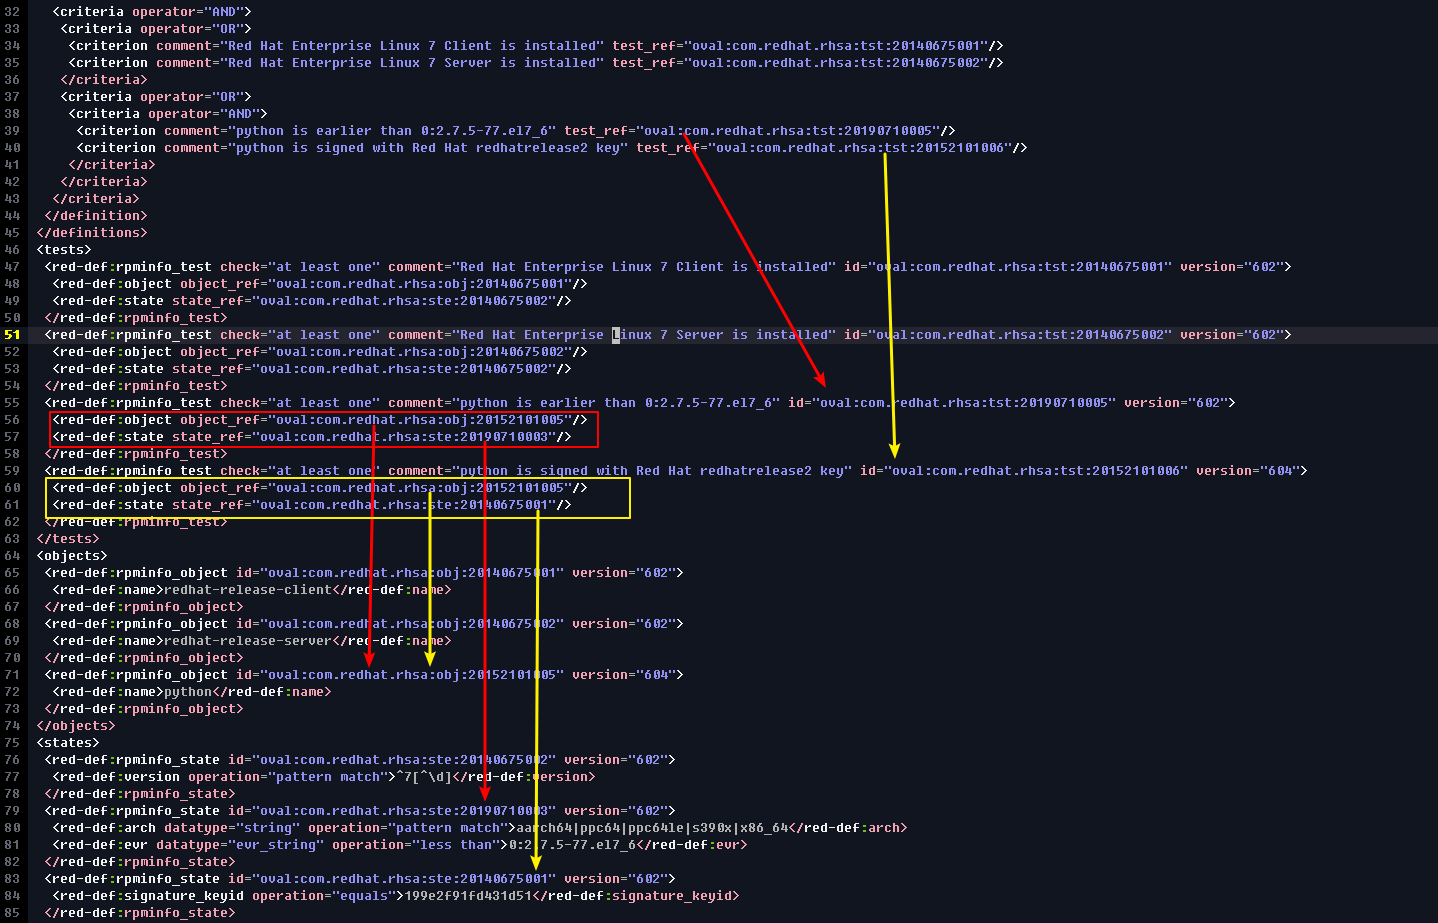 32   <criteria operator="AND">
33    <criteria operator="OR">
34     <criterion comment="Red Hat Enterprise Linux 7 Client is installed" test_ref="oval:com.redhat.rhsa:tst:20140675001"/>
35     <criterion comment="Red Hat Enterprise Linux 7 Server is installed" test_ref="oval:com.redhat.rhsa:tst:20140675002"/>
36    </criteria>
37    <criteria operator="OR">
38     <criteria operator="AND">
39      <criterion comment="python is earlier than 0:2.7.5-77.el7_6" test_ref="oval:com.redhat.rhsa:tst:20190710005"/>
40      <criterion comment="python is signed with Red Hat redhatrelease2 key" test_ref="oval:com.redhat.rhsa:tst:20152101006"/>
41     </criteria>
42    </criteria>
43   </criteria>
44  </definition>
45 </definitions>
46 <tests>
47  <red-def:rpminfo_test check="at least one" comment="Red Hat Enterprise Linux 7 Client is installed" id="oval:com.redhat.rhsa:tst:20140675001" version="602">
48   <red-def:object object_ref="oval:com.redhat.rhsa:obj:20140675001"/>
49   <red-def:state state_ref="oval:com.redhat.rhsa:ste:20140675002"/>
50  </red-def:rpminfo_test>
51  <red-def:rpminfo_test check="at least one" comment="Red Hat Enterprise Linux 7 Server is installed" id="oval:com.redhat.rhsa:tst:20140675002" version="602">
52   <red-def:object object_ref="oval:com.redhat.rhsa:obj:20140675002"/>
53   <red-def:state state_ref="oval:com.redhat.rhsa:ste:20140675002"/>
54  </red-def:rpminfo_test>
55  <red-def:rpminfo_test check="at least one" comment="python is earlier than 0:2.7.5-77.el7_6" id="oval:com.redhat.rhsa:tst:20190710005" version="602">
56   <red-def:object object_ref="oval:com.redhat.rhsa:obj:20152101005"/>
57   <red-def:state state_ref="oval:com.redhat.rhsa:ste:20190710003"/>
58  </red-def:rpminfo_test>
59  <red-def:rpminfo_test check="at least one" comment="python is signed with Red Hat redhatrelease2 key" id="oval:com.redhat.rhsa:tst:20152101006" version="604">
60   <red-def:object object_ref="oval:com.redhat.rhsa:obj:20152101005"/>
61   <red-def:state state_ref="oval:com.redhat.rhsa:ste:20140675001"/>
62  </red-def:rpminfo_test>
63 </tests>
64 <objects>
65  <red-def:rpminfo_object id="oval:com.redhat.rhsa:obj:20140675001" version="602">
66   <red-def:name>redhat-release-client</red-def:name>
67  </red-def:rpminfo_object>
68  <red-def:rpminfo_object id="oval:com.redhat.rhsa:obj:20140675002" version="602">
69   <red-def:name>redhat-release-server</red-def:name>
70  </red-def:rpminfo_object>
71  <red-def:rpminfo_object id="oval:com.redhat.rhsa:obj:20152101005" version="604">
72   <red-def:name>python</red-def:name>
73  </red-def:rpminfo_object>
74 </objects>
75 <states>
76  <red-def:rpminfo_state id="oval:com.redhat.rhsa:ste:20140675002" version="602">
77   <red-def:version operation="pattern match">^7[^\d]</red-def:version>
78  </red-def:rpminfo_state>
79  <red-def:rpminfo_state id="oval:com.redhat.rhsa:ste:20190710003" version="602">
80   <red-def:arch datatype="string" operation="pattern match">aarch64|ppc64|ppc64le|s390x|x86_64</red-def:arch>
81   <red-def:evr datatype="evr_string" operation="less than">0:2.7.5-77.el7_6</red-def:evr>
82  </red-def:rpminfo_state>
83  <red-def:rpminfo_state id="oval:com.redhat.rhsa:ste:20140675001" version="602">
84   <red-def:signature_keyid operation="equals">199e2f91fd431d51</red-def:signature_keyid>
85  </red-def:rpminfo_state>